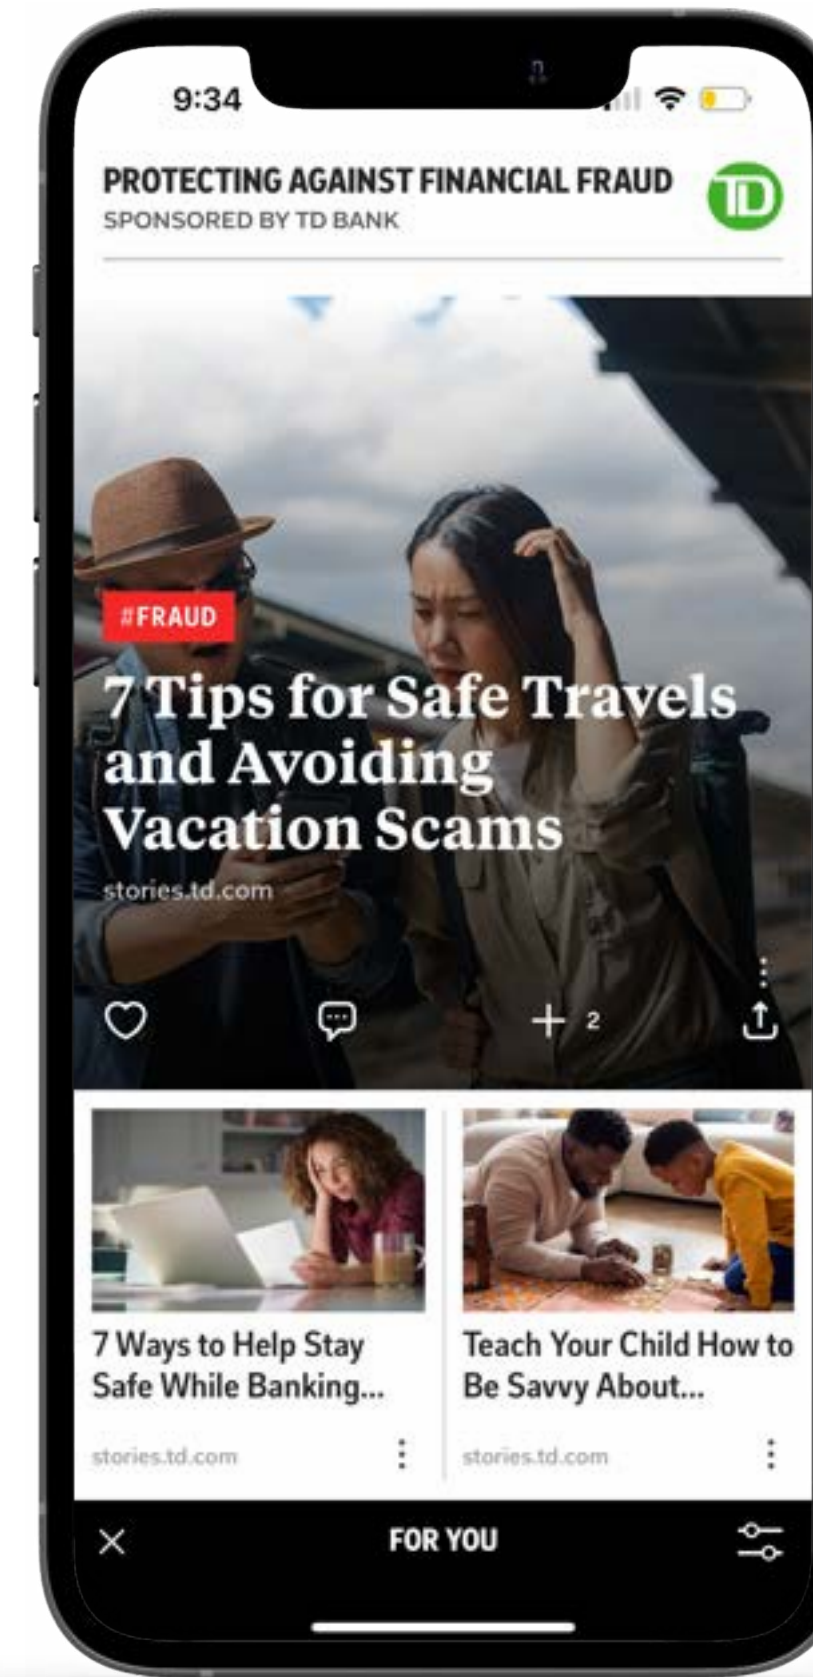 9:34
PROTECTING AGAINST FINANCIAL FRAUD
SPONSORED BY TD BANK
TD
#FRAUD
7 Tips for Safe Travels
and Avoiding
Vacation Scams
stories.td.com
2
7 Ways to Help Stay
Safe While Banking...
stories.td.com
Teach Your Child How to
Be Savvy About...
stories.td.com
FOR YOU